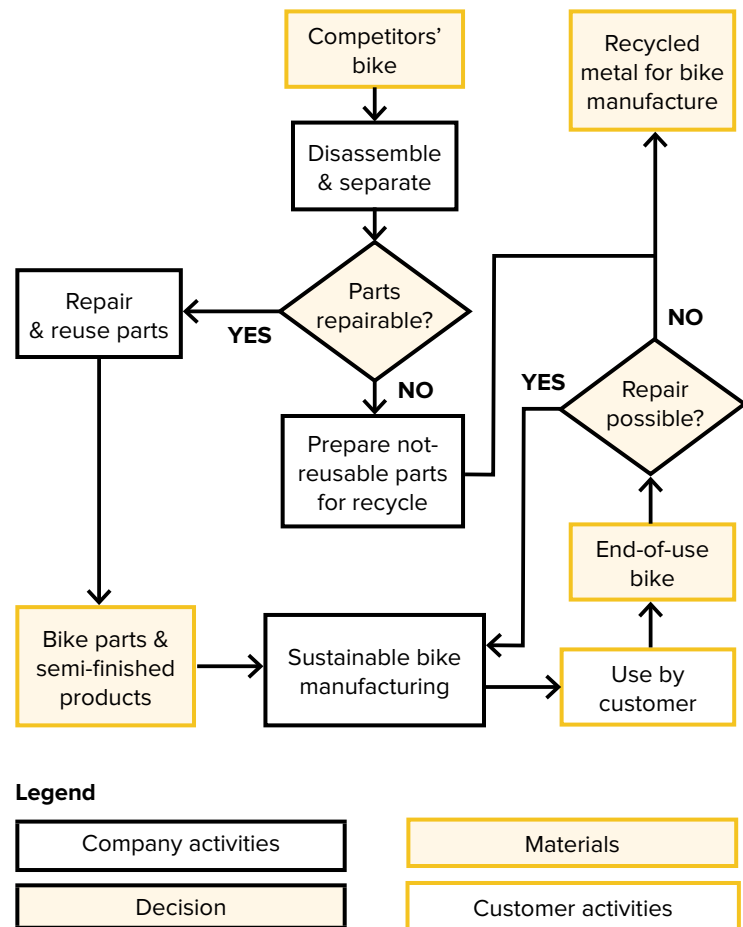 Competitors’
bike
Recycled
metal for bike
manufacture
Disassemble
& separate
Repair
& reuse parts
YES
Parts
repairable?
NO
NO
YES
Repair
possible?
Prepare not-
reusable parts
for recycle
End-of-use
bike
Bike parts &
semi-finished
products
Sustainable bike
manufacturing
Use by
customer
Legend
Company activities
Materials
Decision
Customer activities